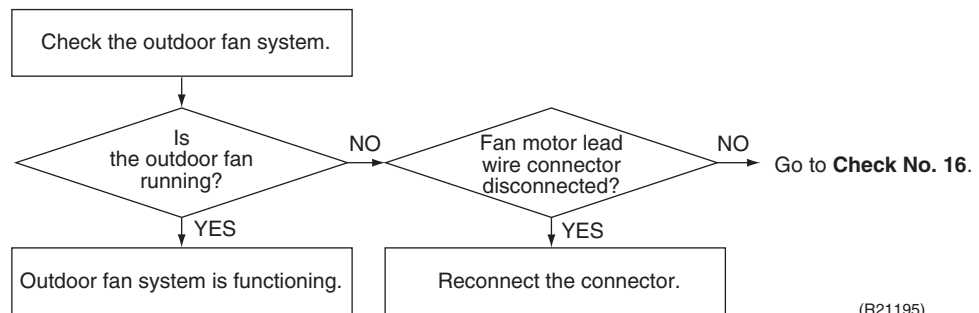 Check the outdoor fan system.
Is
the outdoor fan
running?
NO
Fan motor lead
wire connector
disconnected?
NO
Go to Check No. 16.
YES
YES
Outdoor fan system is functioning.
Reconnect the connector.
(R21195)